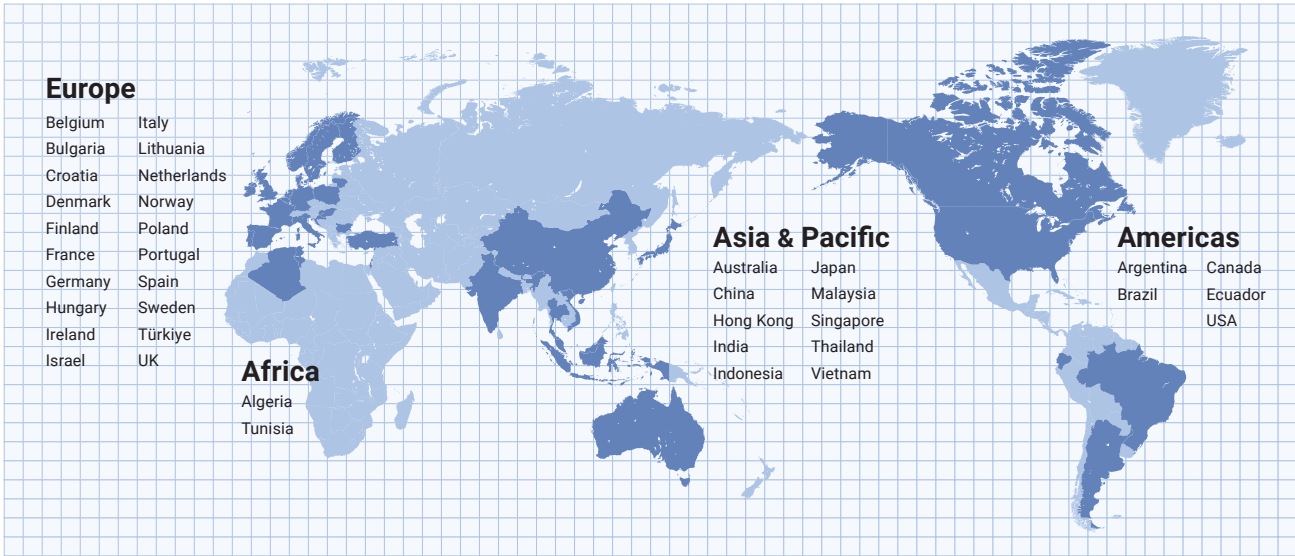 Europe
Belgium
Bulgaria
Croatia
Denmark
Finland
France
Germany
Hungary
Ireland
Israel
Italy
Lithuania
Netherlands
Norway
Poland
Portugal
Spain
Sweden
Türkiye
UK
Africa
Algeria
Tunisia
Asia & Pacific
Australia
China
Hong Kong
India
Indonesia
Japan
Malaysia
Singapore
Thailand
Vietnam
Americas
Argentina
Brazil
Canada
Ecuador
USA